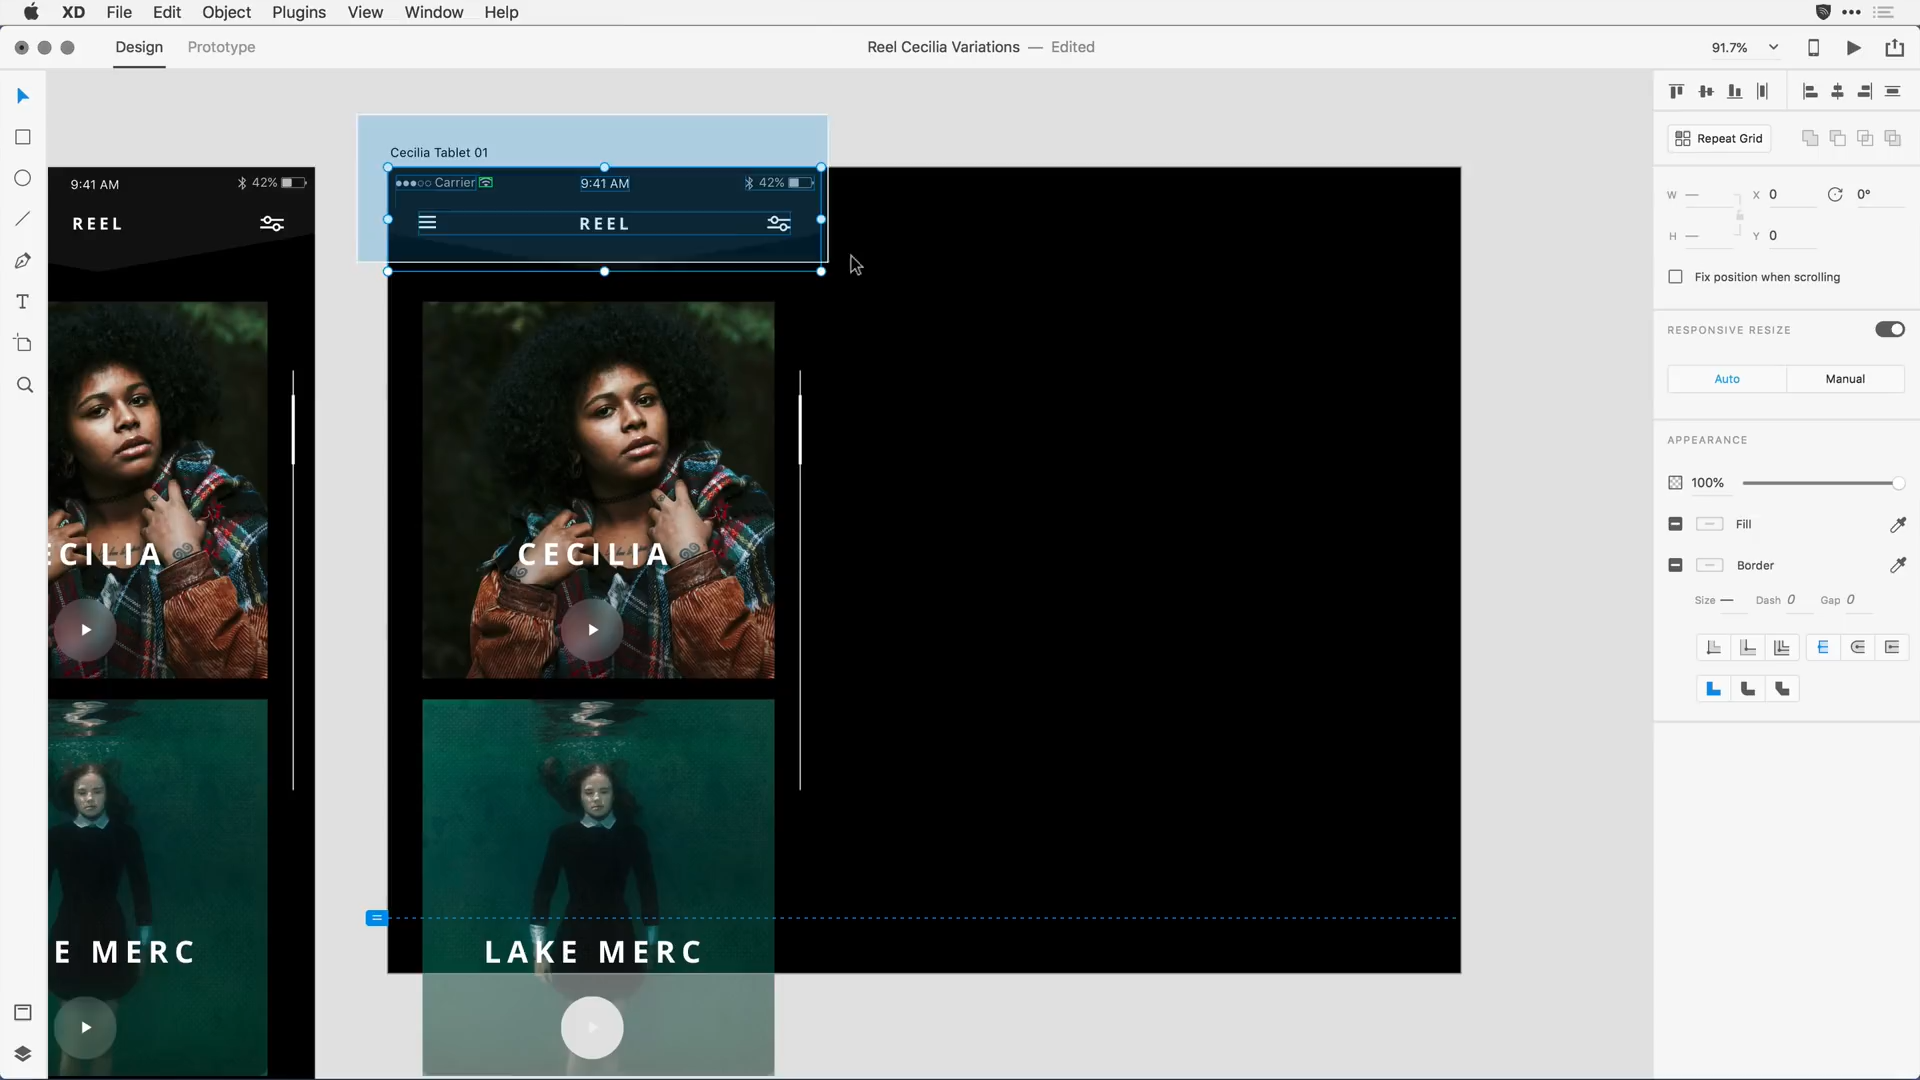 XD File Edit Object Plugins View Window Help
Design Prototype Reel Cecilia Variations — Edited 91.7%
Repeat Grid
Cecilia Tablet 01
9:41 AM 42%
Carrier 9:41 AM 42%
W — X 0 0°
REEL
REEL
H — Y 0
Fix position when scrolling
RESPONSIVE RESIZE
Auto Manual
APPEARANCE
100%
Fill
CECILIA
CECILIA
Border
Size — Dash 0 Gap 0
E MERC
LAKE MERC